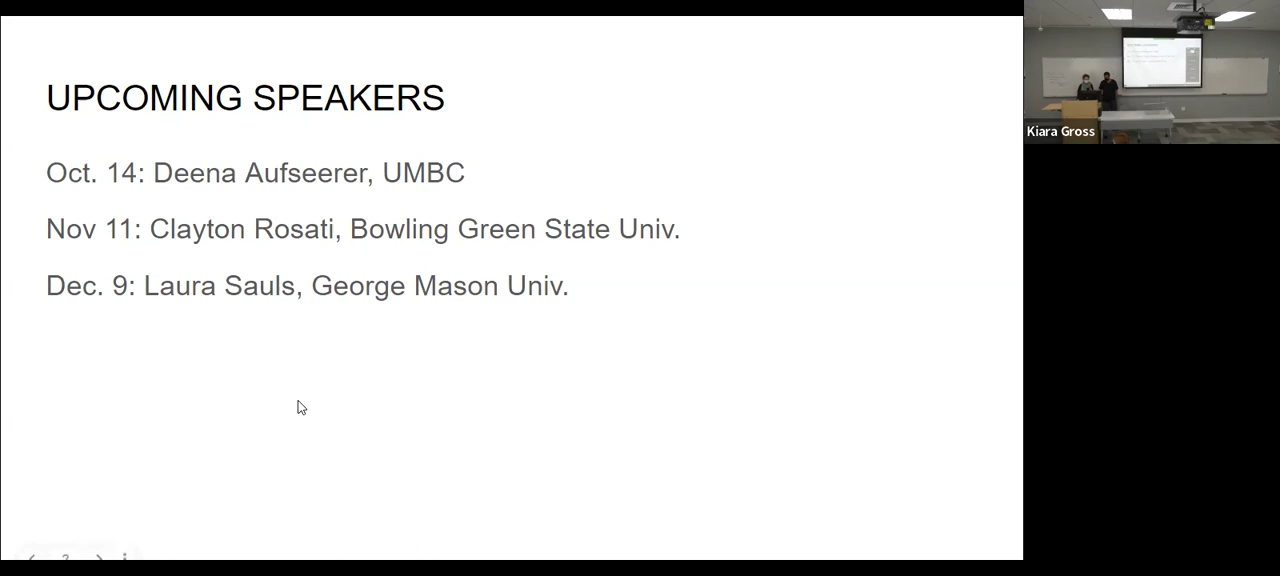 UPCOMING SPEAKERS
Oct. 14: Deena Aufseerer, UMBC
Nov 11: Clayton Rosati, Bowling Green State Univ.
Dec. 9: Laura Sauls, George Mason Univ.
Kiara Gross